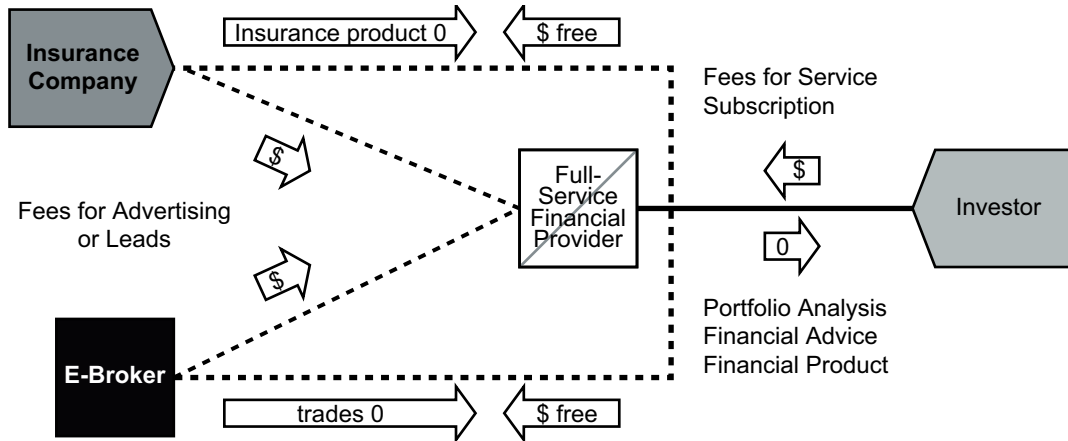 Insurance product 0
$ free
Insurance
Company
Fees for Service
Subscription
$
$
Full-
Service
Financial
Provider
Investor
Fees for Advertising
or Leads
0
$
Portfolio Analysis
Financial Advice
Financial Product
E-Broker
trades 0
$ free